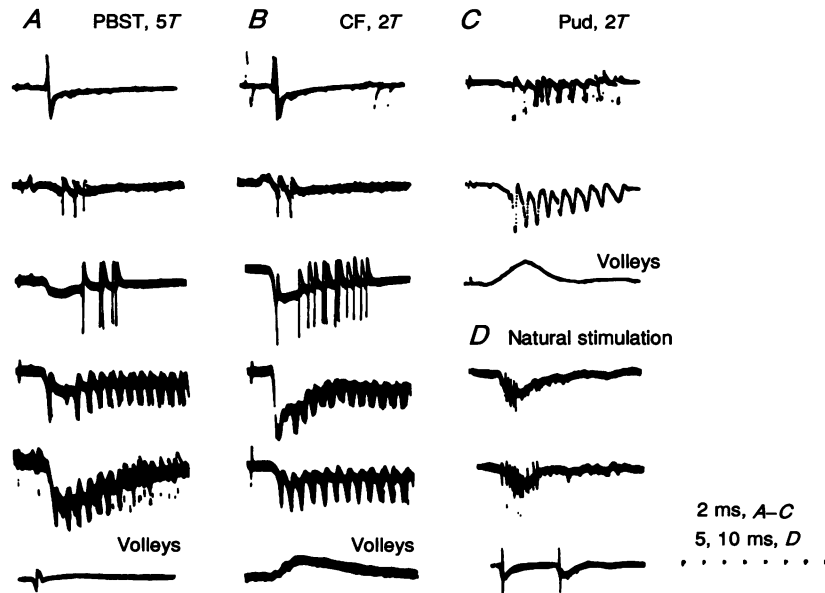 A PBST, 5T
B CF, 2T
C Pud, 2T
Volleys
D Natural stimulation
Volleys
Volleys
2 ms, A–C
5, 10 ms, D